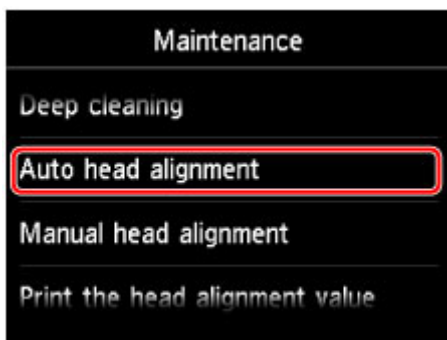 Maintenance
Deep cleaning
Auto head alignment
Manual head alignment
Print the head alignment value